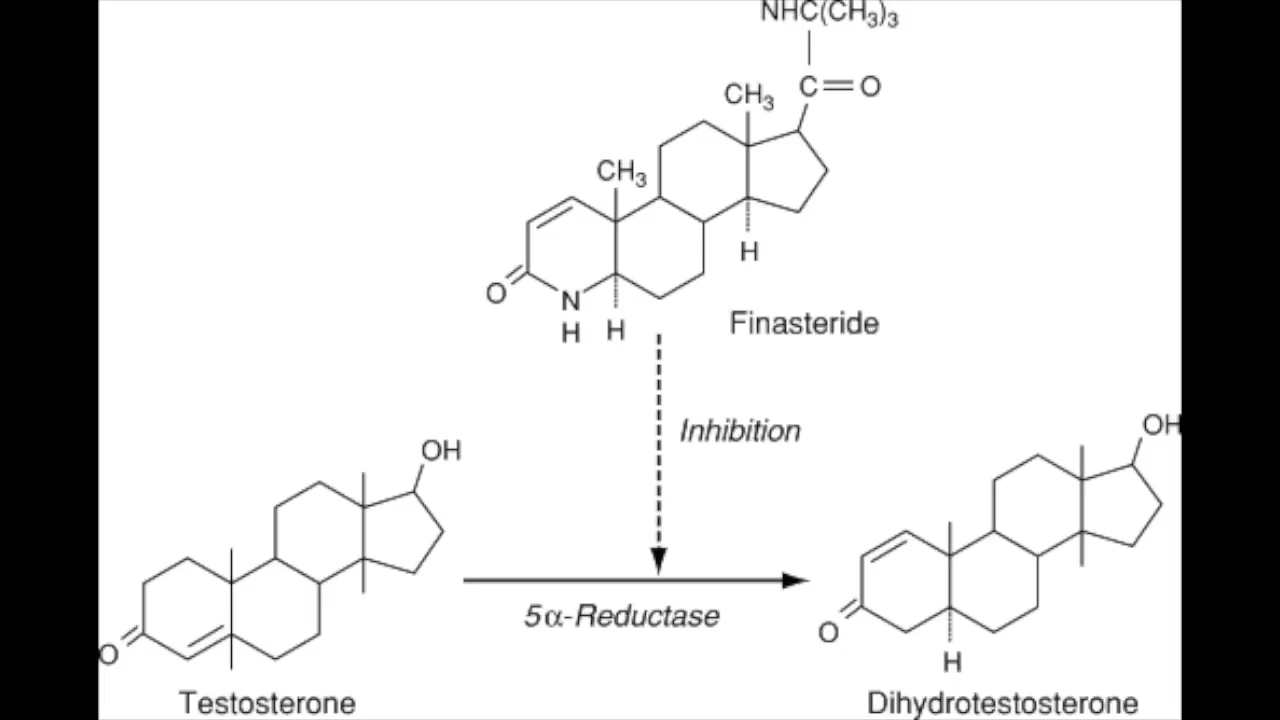 NHC(CH₃)₃
C=O
CH₃
CH₃
H
O
N
H
H
Finasteride
Inhibition
OH
OH
5α-Reductase
O
O
H
Testosterone
Dihydrotestosterone